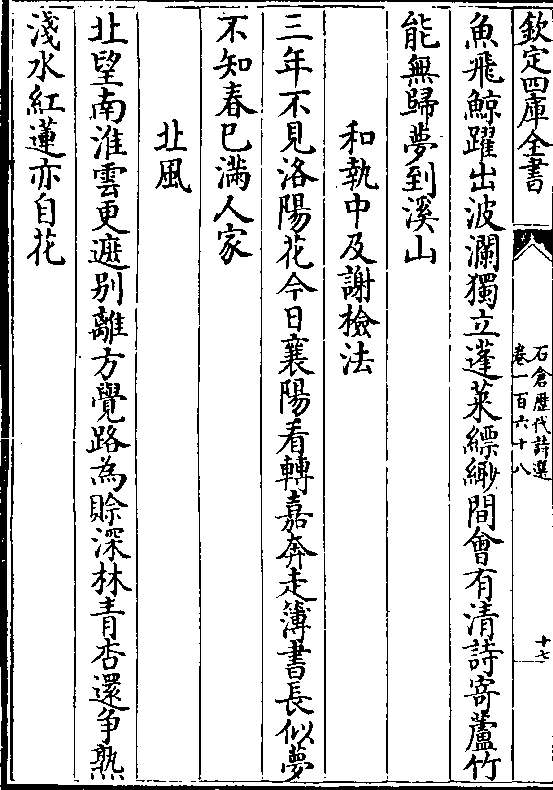 欽定四庫全書
石倉歷代詩選
卷一百六十八
十七
魚飛鯨躍出波瀾獨立蓬萊縹緲間會有清詩寄蘆竹
能無歸夢到溪山
和執中及謝檢法
三年不見洛陽花今日襄陽看轉嘉奔走簿書長似夢
不知春已滿人家
北風
北望南淮雲更遮別離方覺路為賒深林青杏還爭熟
淺水紅蓮亦自花